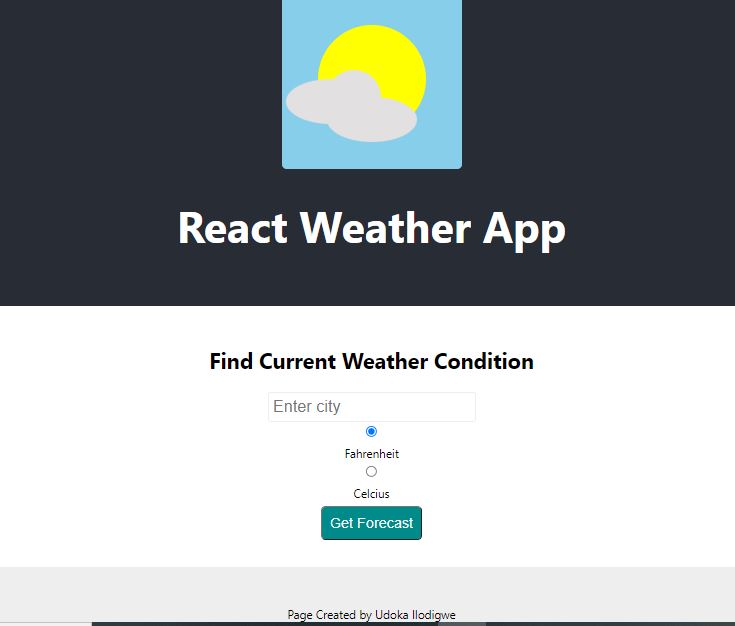 React Weather App
Find Current Weather Condition
Enter city
Fahrenheit
Celcius
Get Forecast
Page Created by Udoka Ilodigwe